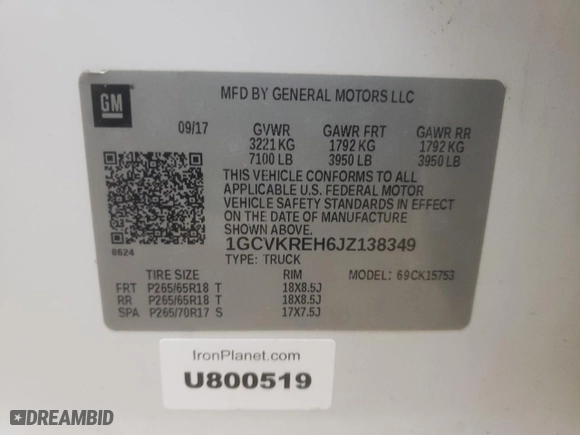 MFD BY GENERAL MOTORS LLC
GM
09/17 GVWR GAWR FRT GAWR RR
3221 KG 1792 KG 1792 KG
7100 LB 3950 LB 3950 LB
THIS VEHICLE CONFORMS TO ALL
APPLICABLE U.S. FEDERAL MOTOR
VEHICLE SAFETY STANDARDS IN EFFECT
ON THE DATE OF MANUFACTURE
SHOWN ABOVE.
1GCVKREH6JZ138349
8624
TYPE: TRUCK
TIRE SIZE RIM MODEL: 69CK15753
FRT P265/65R18 T 18X8.5J
RR P265/65R18 T 18X8.5J
SPA P265/70R17 S 17X7.5J
IronPlanet.com
U800519
DREAMBID